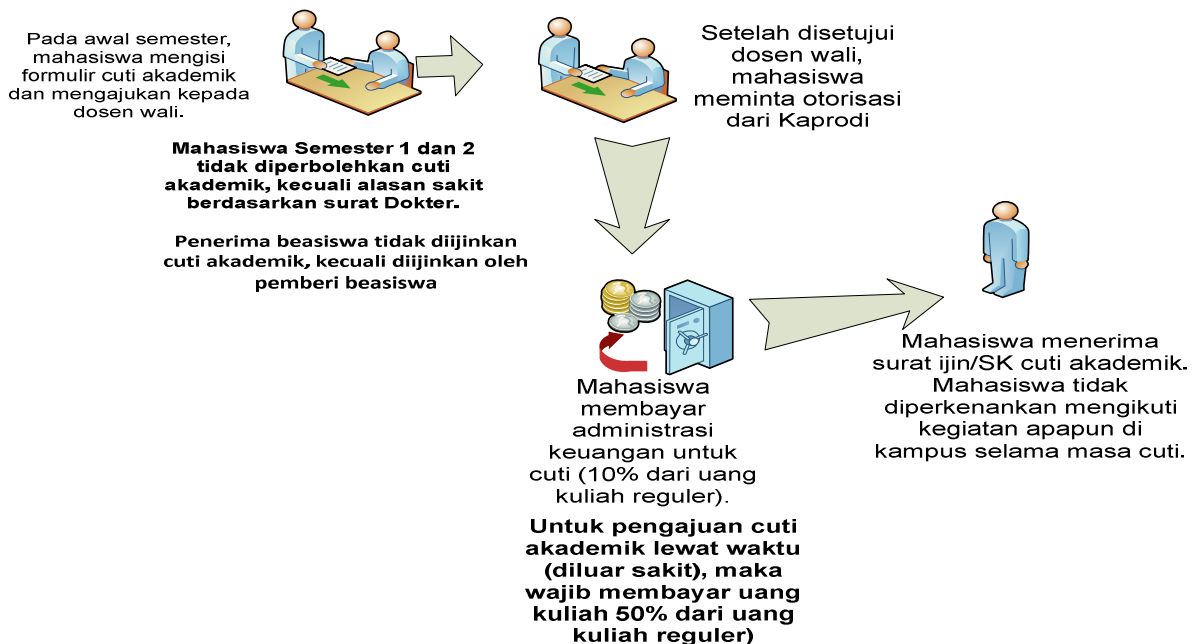 Pada awal semester,
mahasiswa mengisi
formulir cuti akademik
dan mengajukan kepada
dosen wali.
Mahasiswa Semester 1 dan 2
tidak diperbolehkan cuti
akademik, kecuali alasan sakit
berdasarkan surat Dokter.
Penerima beasiswa tidak diijinkan
cuti akademik, kecuali diijinkan oleh
pemberi beasiswa
Setelah disetujui
dosen wali,
mahasiswa
meminta otorisasi
dari Kaprodi
Mahasiswa
membayar
administrasi
keuangan untuk
cuti (10% dari uang
kuliah reguler).
Untuk pengajuan cuti
akademik lewat waktu
(diluar sakit), maka
wajib membayar uang
kuliah 50% dari uang
kuliah reguler)
Mahasiswa menerima
surat ijin/SK cuti akademik.
Mahasiswa tidak
diperkenankan mengikuti
kegiatan apapun di
kampus selama masa cuti.